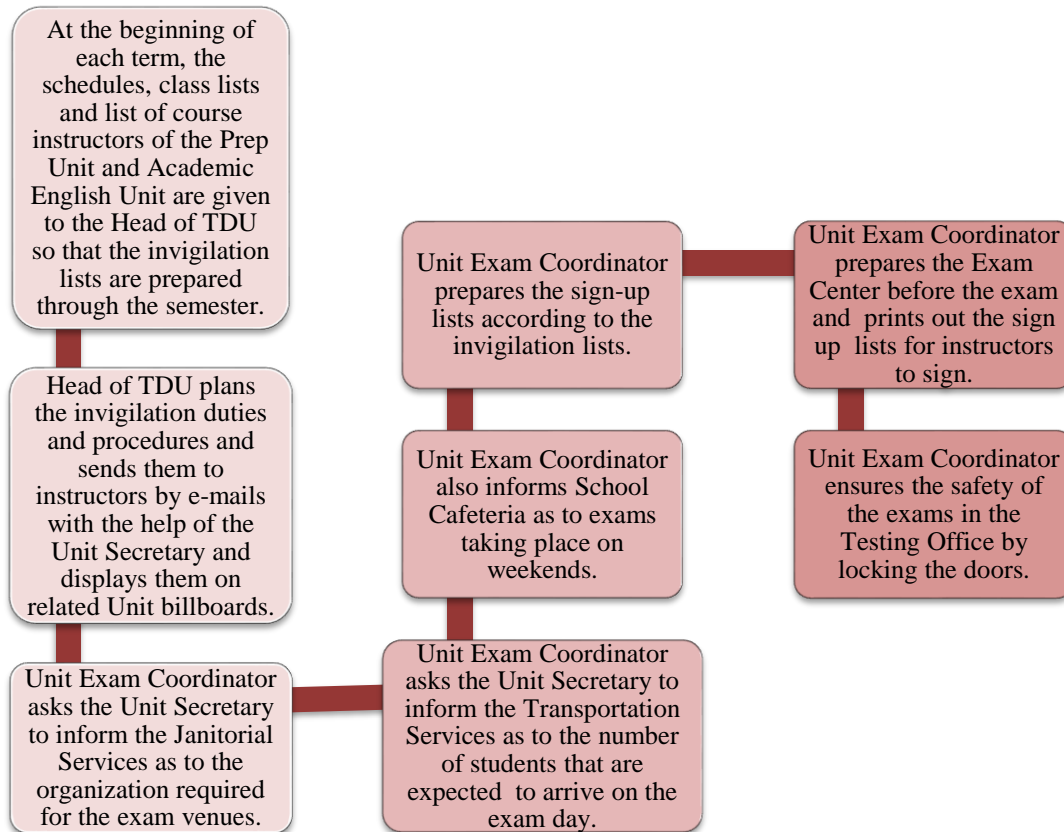 At the beginning of
each term, the
schedules, class lists
and list of course
instructors of the Prep
Unit and Academic
English Unit are given
to the Head of TDU so
that the invigilation
lists are prepared
through the semester.
Head of TDU plans
the invigilation duties
and procedures and
sends them to
instructors by e-mails
with the help of the
Unit Secretary and
displays them on
related Unit billboards.
Unit Exam Coordinator
asks the Unit Secretary
to inform the Janitorial
Services as to the
organization required
for the exam venues.
Unit Exam Coordinator
asks the Unit Secretary to
inform the Transportation
Services as to the number
of students that are
expected to arrive on the
exam day.
Unit Exam Coordinator
also informs School
Cafeteria as to exams
taking place on
weekends.
Unit Exam Coordinator
prepares the sign-up
lists according to the
invigilation lists.
Unit Exam Coordinator
prepares the Exam
Center before the exam
and prints out the sign
up lists for instructors
to sign.
Unit Exam Coordinator
ensures the safety of
the exams in the
Testing Office by
locking the doors.